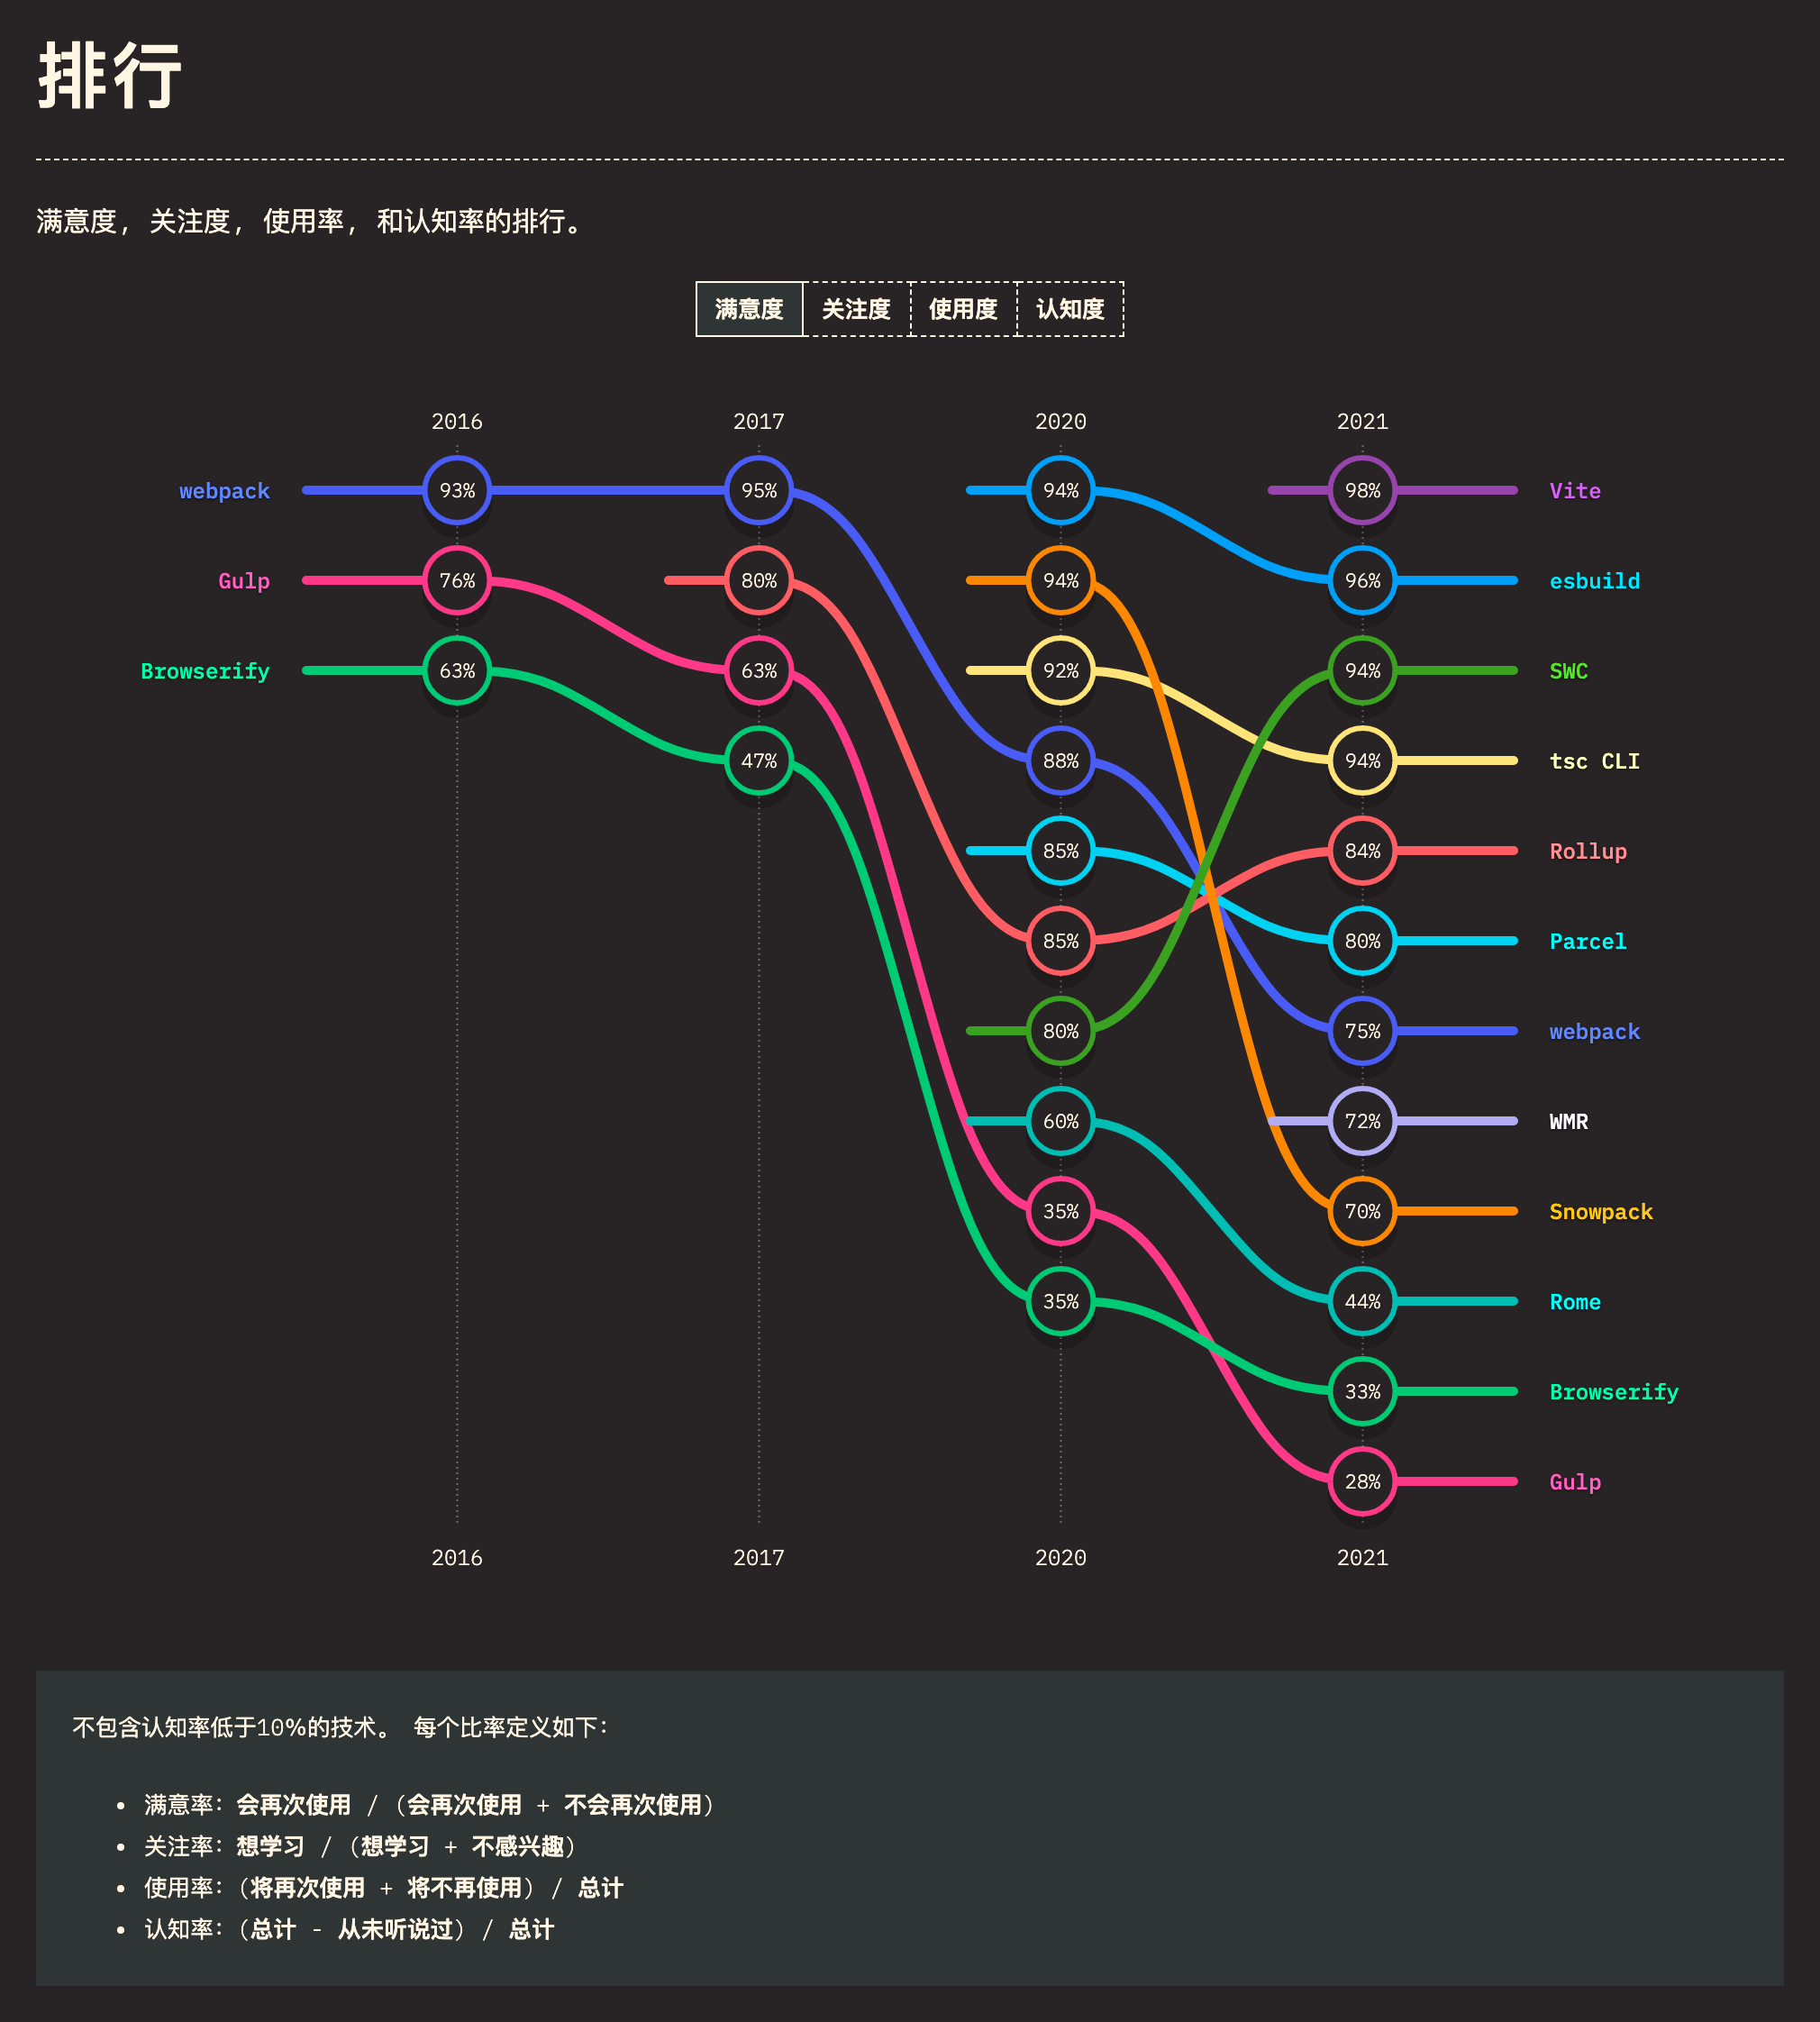 排行
满意度, 关注度, 使用率, 和认知率的排行。
满意度 关注度 使用度 认知度
2016 2017 2020 2021
webpack 93% 95% 94% 98% Vite
Gulp 76% 80% 94% 96% esbuild
Browserify 63% 63% 92% 94% SWC
47% 88% 94% tsc CLI
85% 84% Rollup
85% 80% Parcel
80% 75% webpack
60% 72% WMR
35% 70% Snowpack
35% 44% Rome
33% Browserify
28% Gulp
2016 2017 2020 2021
不包含认知率低于10%的技术。 每个比率定义如下:
• 满意率: 会再次使用 / (会再次使用 + 不会再次使用)
• 关注率: 想学习 / (想学习 + 不感兴趣)
• 使用率: (将再次使用 + 将不再使用) / 总计
• 认知率: (总计 - 从未听说过) / 总计